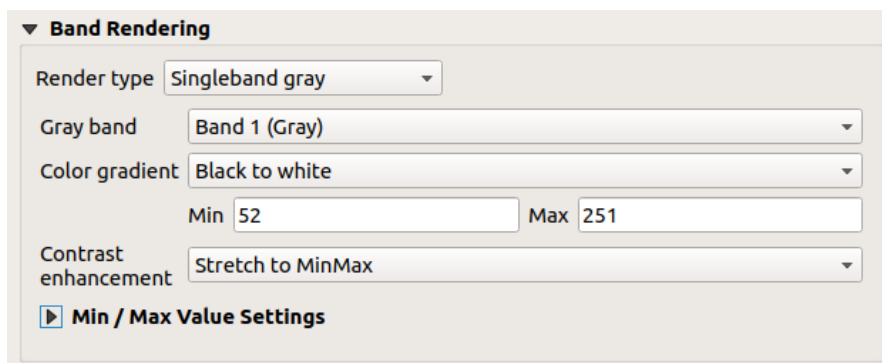 Band Rendering
Render type Singleband gray
Gray band Band 1 (Gray)
Color gradient Black to white
Min 52 Max 251
Contrast
enhancement Stretch to MinMax
Min / Max Value Settings